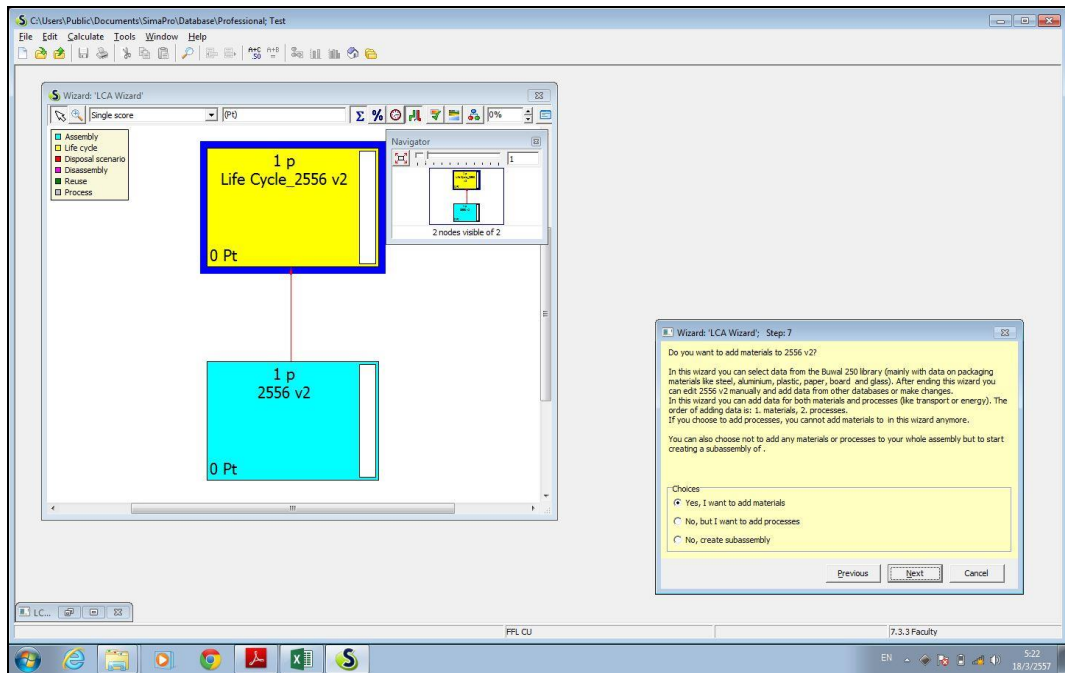 C:\Users\Public\Documents\SimaPro\Database\Professional; Test
File Edit Calculate Tools Window Help
Wizard: 'LCA Wizard'
Single score
(Pt)
0%
Assembly
Life cycle
Disposal scenario
Disassembly
Reuse
Process
1 p
Life Cycle_2556 v2
0 Pt
1 p
2556 v2
0 Pt
Navigator
1
2 nodes visible of 2
Wizard: 'LCA Wizard'; Step: 7
Do you want to add materials to 2556 v2?
In this wizard you can select data from the Buwal 250 library (mainly with data on packaging
materials like steel, aluminium, plastic, paper, board and glass). After ending this wizard you
can edit 2556 v2 manually and add data from other databases or make changes.
In this wizard you can add data for both materials and processes (like transport or energy). The
order of adding data is: 1. materials, 2. processes.
If you choose to add processes, you cannot add materials to in this wizard anymore.
You can also choose not to add any materials or processes to your whole assembly but to start
creating a subassembly of .
Choices
Yes, I want to add materials
No, but I want to add processes
No, create subassembly
Previous
Next
Cancel
LC...
FFL CU
7.3.3 Faculty
EN
5:22
18/3/2557